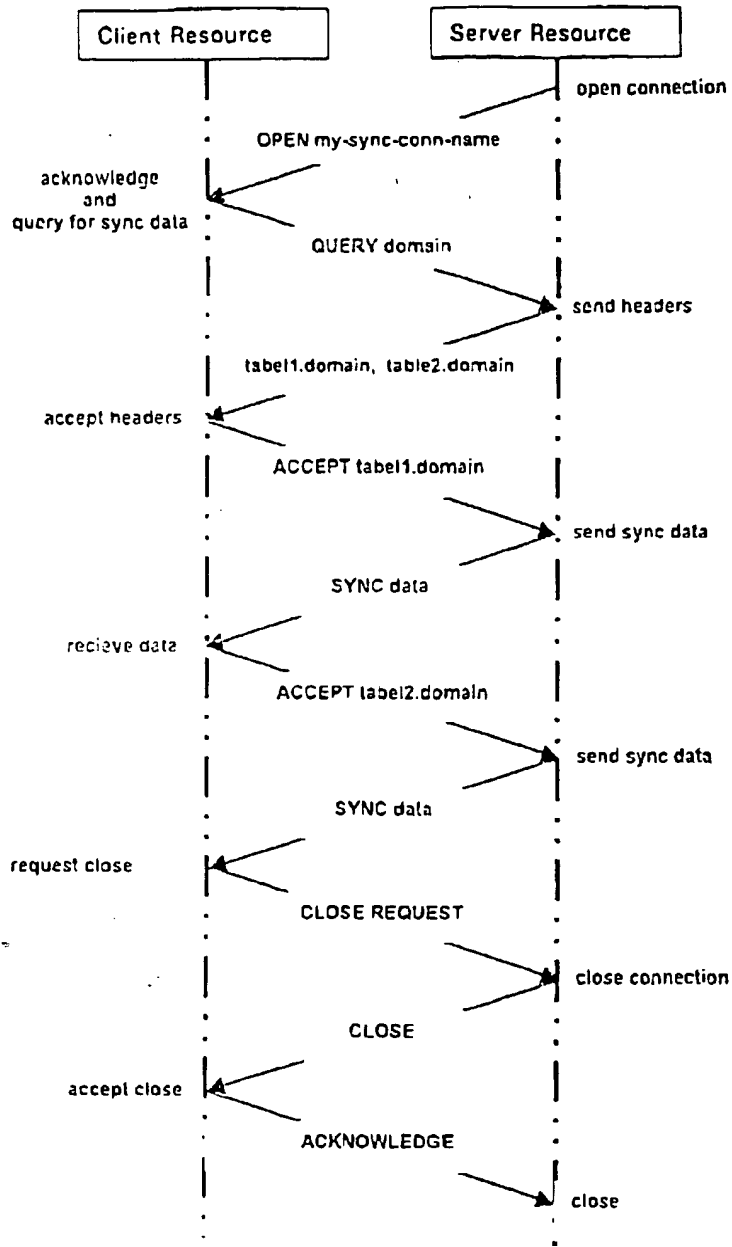 Client Resource
Server Resource
open connection
OPEN my-sync-conn-name
acknowledge
and
query for sync data
QUERY domain
send headers
tabel1.domain, table2.domain
accept headers
ACCEPT tabel1.domain
send sync data
SYNC data
recieve data
ACCEPT tabel2.domain
send sync data
SYNC data
request close
CLOSE REQUEST
close connection
CLOSE
accept close
ACKNOWLEDGE
close